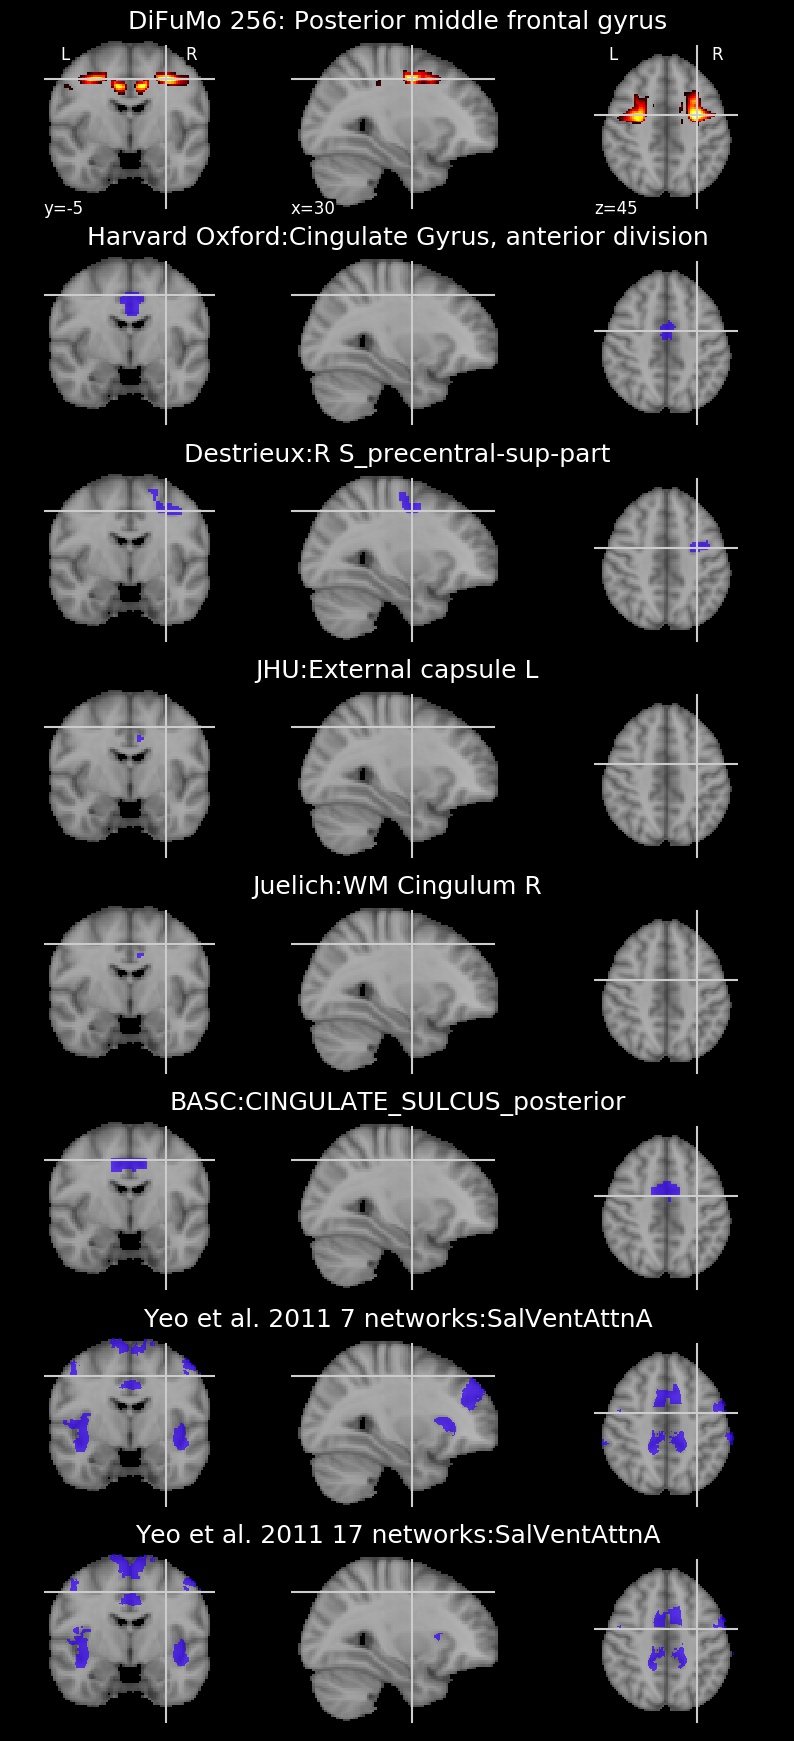 DiFuMo 256: Posterior middle frontal gyrus
L R L R
y=-5 x=30 z=45
Harvard Oxford:Cingulate Gyrus, anterior division
Destrieux:R S_precentral-sup-part
JHU:External capsule L
Juelich:WM Cingulum R
BASC:CINGULATE_SULCUS_posterior
Yeo et al. 2011 7 networks:SalVentAttnA
Yeo et al. 2011 17 networks:SalVentAttnA